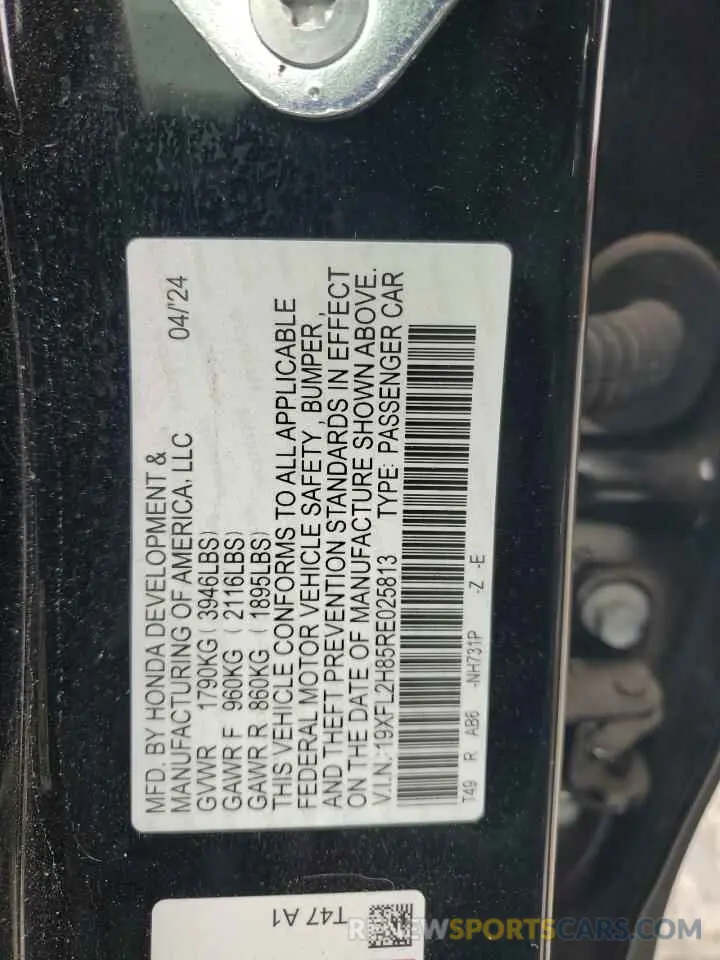 MFD. BY HONDA DEVELOPMENT &
MANUFACTURING OF AMERICA, LLC 04/'24
GVWR 1790KG ( 3946LBS)
GAWR F 960KG ( 2116LBS)
GAWR R 860KG ( 1895LBS)
THIS VEHICLE CONFORMS TO ALL APPLICABLE
FEDERAL MOTOR VEHICLE SAFETY, BUMPER,
AND THEFT PREVENTION STANDARDS IN EFFECT
ON THE DATE OF MANUFACTURE SHOWN ABOVE.
V.I.N.: 19XFL2H85RE025813 TYPE: PASSENGER CAR
T49 R AB6 -NH731P -Z -E
T47 A1
RENEWSPORTSCARS.COM